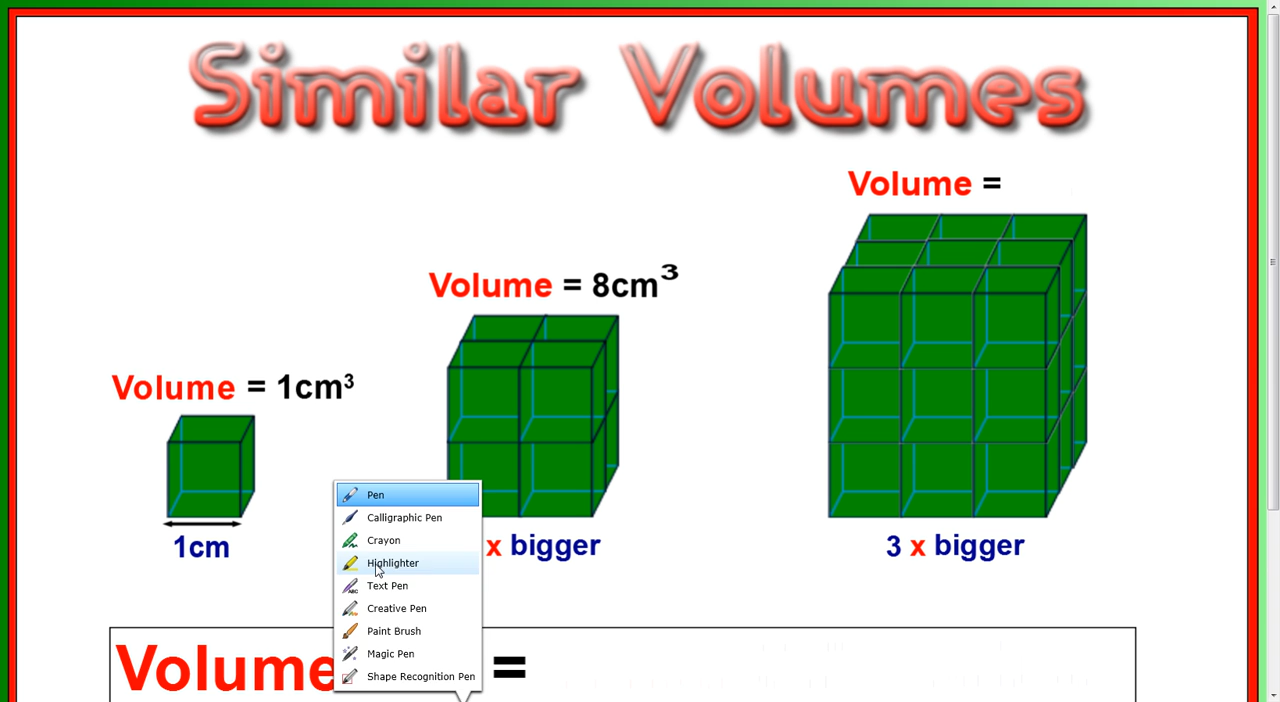 Similar Volumes
Volume =
Volume = 8cm³
Volume = 1cm³
1cm
x bigger
3 x bigger
Pen
Calligraphic Pen
Crayon
Highlighter
Text Pen
Creative Pen
Paint Brush
Magic Pen
Shape Recognition Pen
Volume =